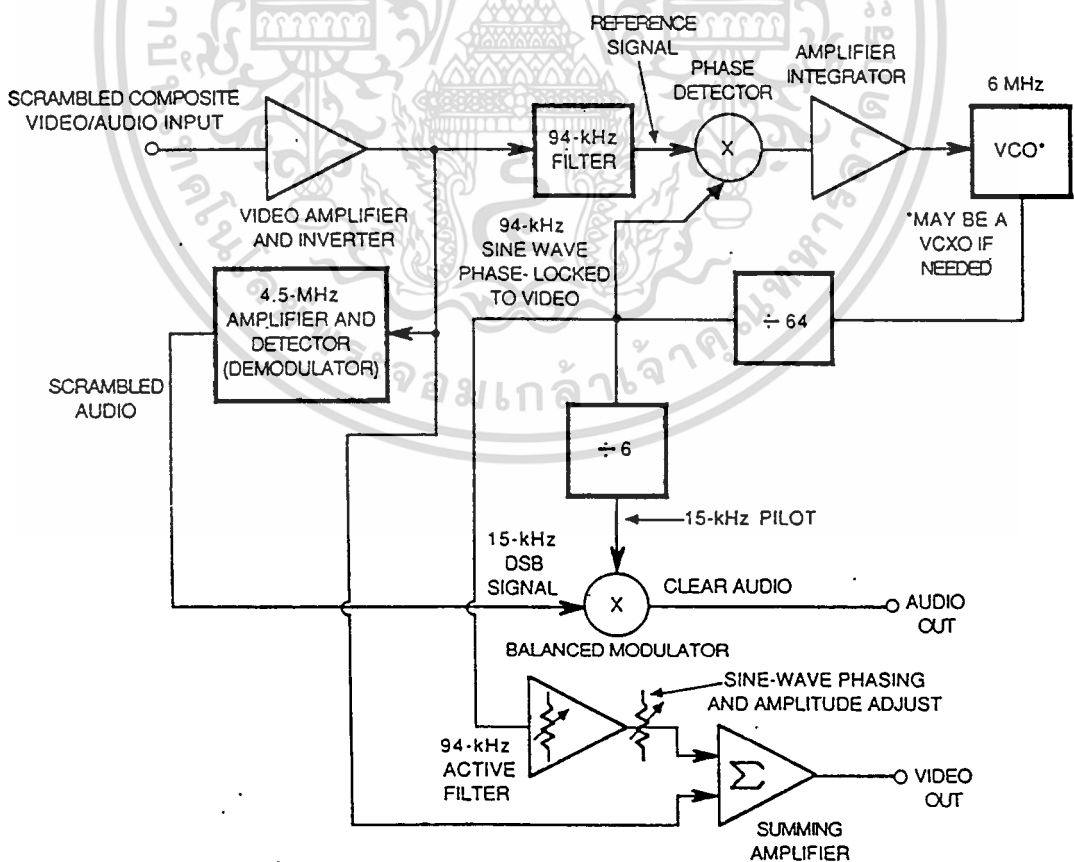 REFERENCE
SIGNAL
PHASE
DETECTOR
AMPLIFIER
INTEGRATOR
6 MHz
SCRAMBLED COMPOSITE
VIDEO/AUDIO INPUT
94-kHz
FILTER
X
VCO*
VIDEO AMPLIFIER
AND INVERTER
94-kHz
SINE WAVE
PHASE- LOCKED
TO VIDEO
*MAY BE A
VCXO IF
NEEDED
4.5-MHz
AMPLIFIER AND
DETECTOR
(DEMODULATOR)
÷ 64
SCRAMBLED
AUDIO
÷ 6
15-kHz PILOT
15-kHz
DSB
SIGNAL
X
CLEAR AUDIO
AUDIO
OUT
BALANCED MODULATOR
SINE-WAVE PHASING
AND AMPLITUDE ADJUST
94-kHz
ACTIVE
FILTER
Σ
VIDEO
OUT
SUMMING
AMPLIFIER